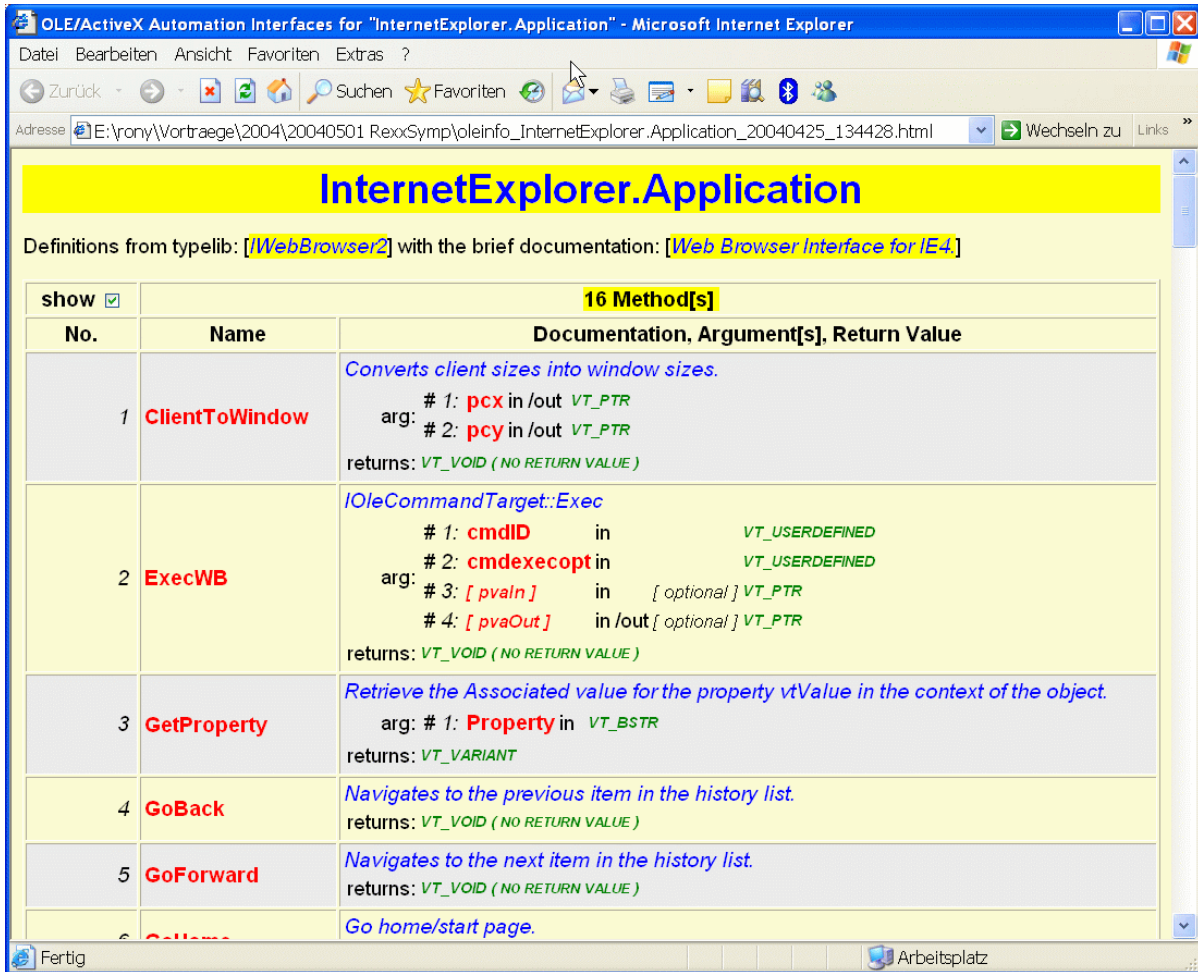 OLE/ActiveX Automation Interfaces for "InternetExplorer.Application" - Microsoft Internet Explorer
Datei Bearbeiten Ansicht Favoriten Extras ?
Zurück Suchen Favoriten
Adresse E:\rony\Vortraege\2004\20040501 RexxSymp\oleinfo_InternetExplorer.Application_20040425_134428.html Wechseln zu Links »
InternetExplorer.Application
Definitions from typelib: [IWebBrowser2] with the brief documentation: [Web Browser Interface for IE4.]
show 16 Method[s]
No. Name Documentation, Argument[s], Return Value
1 ClientToWindow
Converts client sizes into window sizes.
arg:
# 1: pcx in /out VT_PTR
# 2: pcy in /out VT_PTR
returns: VT_VOID ( NO RETURN VALUE )
2 ExecWB
IOleCommandTarget::Exec
arg:
# 1: cmdID in VT_USERDEFINED
# 2: cmdexecopt in VT_USERDEFINED
# 3: [ pvaIn ] in [ optional ] VT_PTR
# 4: [ pvaOut ] in /out [ optional ] VT_PTR
returns: VT_VOID ( NO RETURN VALUE )
3 GetProperty
Retrieve the Associated value for the property vtValue in the context of the object.
arg: # 1: Property in VT_BSTR
returns: VT_VARIANT
4 GoBack
Navigates to the previous item in the history list.
returns: VT_VOID ( NO RETURN VALUE )
5 GoForward
Navigates to the next item in the history list.
returns: VT_VOID ( NO RETURN VALUE )
Go home/start page.
Fertig Arbeitsplatz